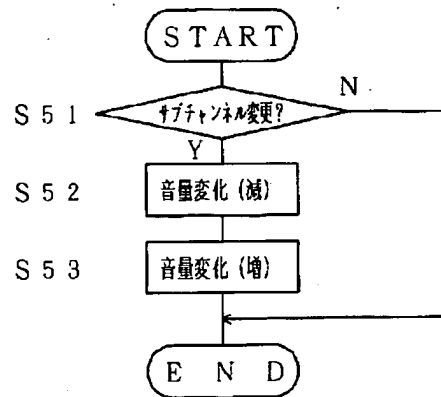 START
N
S51 サブチャンネル変更?
Y
S52 音量変化(減)
S53 音量変化(増)
END